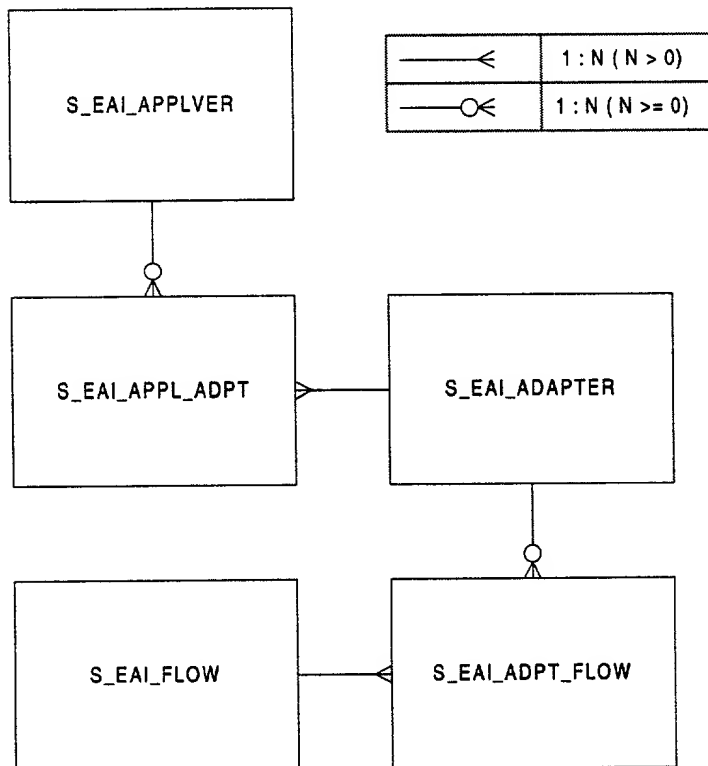 S_EAI_APPLVER
1 : N ( N > 0)
1 : N ( N >= 0)
S_EAI_APPL_ADPT
S_EAI_ADAPTER
S_EAI_FLOW
S_EAI_ADPT_FLOW